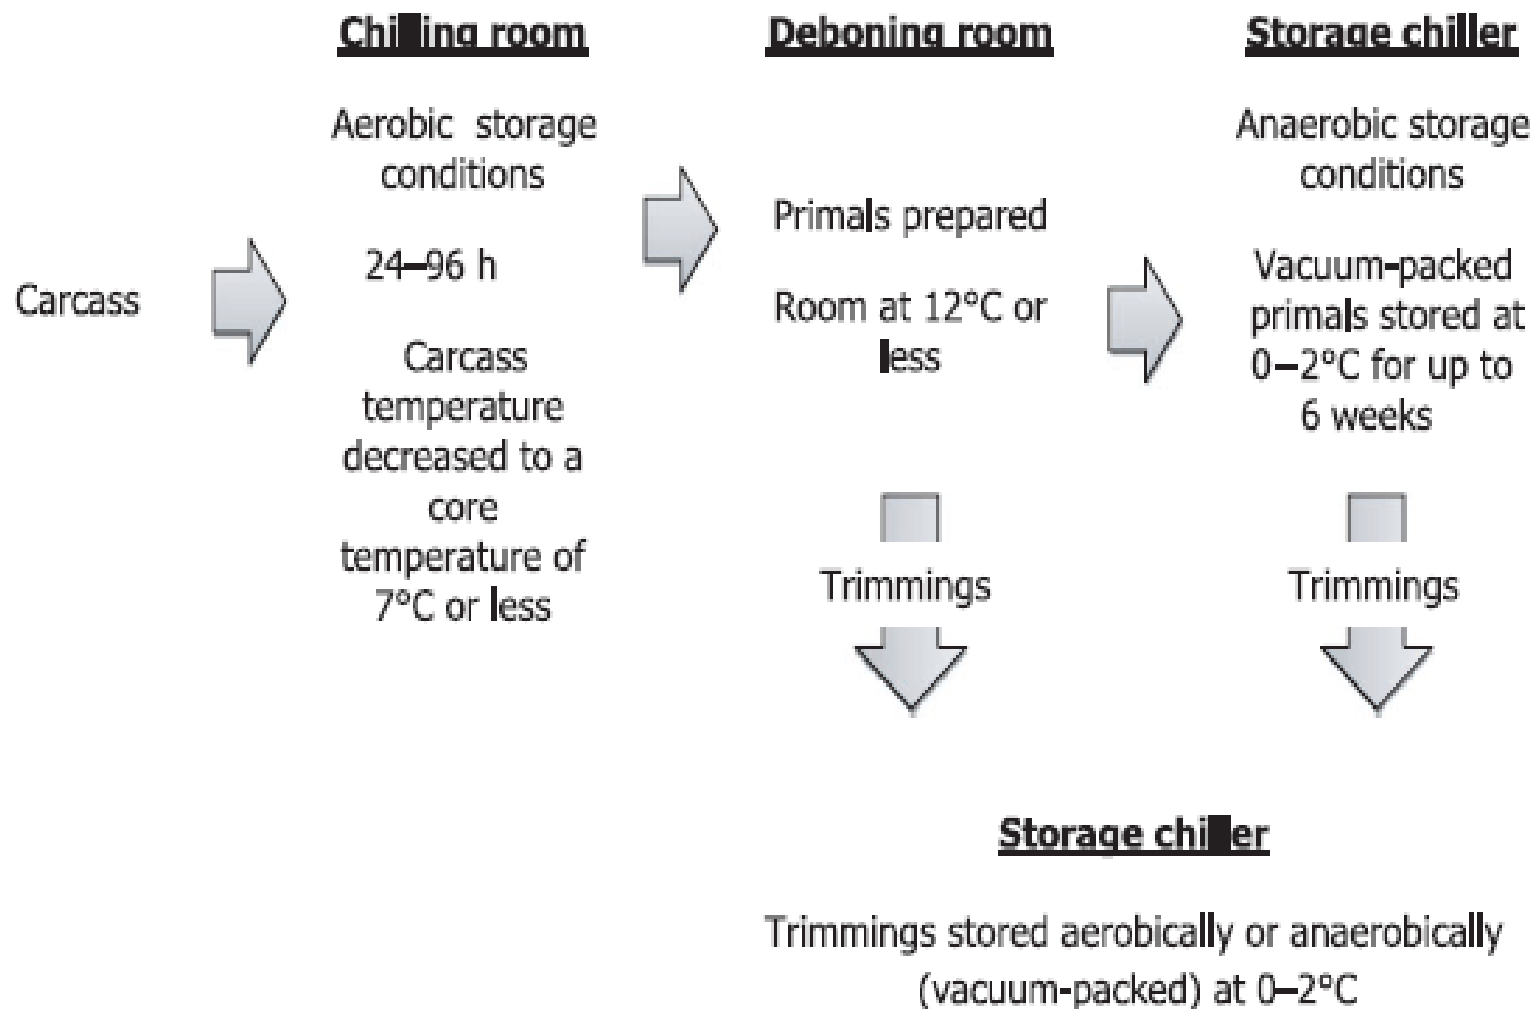 Carcass
Chilling room
Aerobic storage
conditions
24–96 h
Carcass
temperature
decreased to a
core
temperature of
7°C or less
Deboning room
Primals prepared
Room at 12°C or
less
Trimmings
Storage chiller
Anaerobic storage
conditions
Vacuum-packed
primals stored at
0–2°C for up to
6 weeks
Trimmings
Storage chiller
Trimmings stored aerobically or anaerobically
(vacuum-packed) at 0–2°C